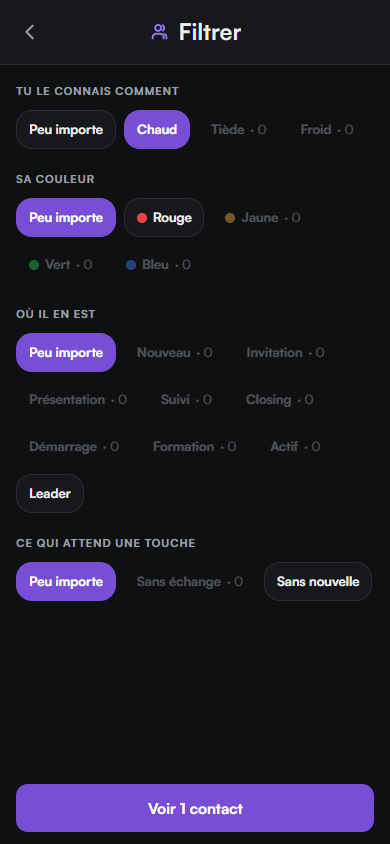 Filtrer
TU LE CONNAIS COMMENT
Peu importe Chaud Tiède · 0 Froid · 0
SA COULEUR
Peu importe Rouge Jaune · 0
Vert · 0 Bleu · 0
OÙ IL EN EST
Peu importe Nouveau · 0 Invitation · 0
Présentation · 0 Suivi · 0 Closing · 0
Démarrage · 0 Formation · 0 Actif · 0
Leader
CE QUI ATTEND UNE TOUCHE
Peu importe Sans échange · 0 Sans nouvelle
Voir 1 contact